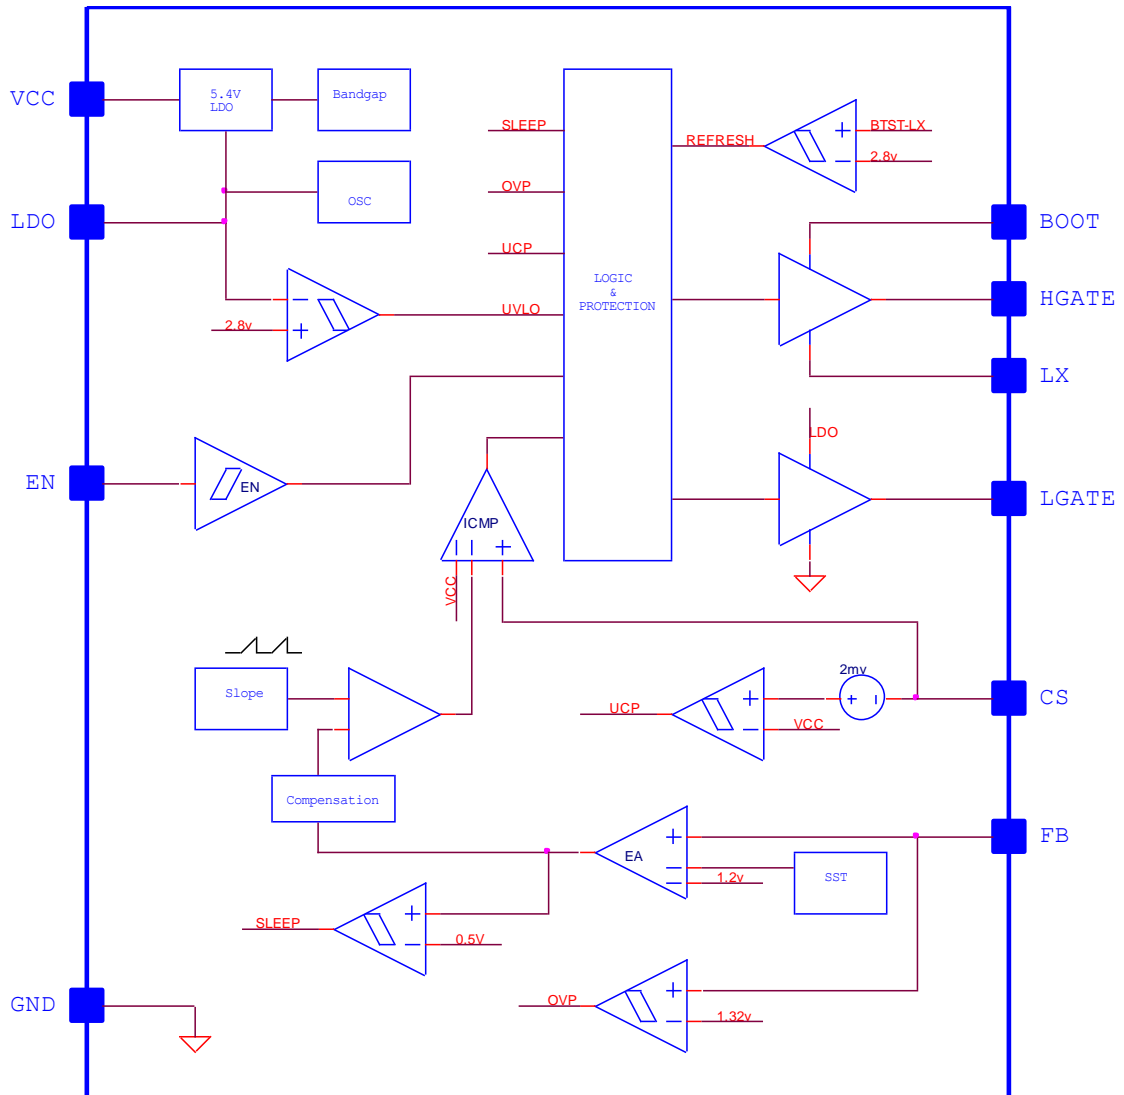 VCC
5.4V
LDO
Bandgap
SLEEP
REFRESH
+
BTST-LX
−
2.8v
OVP
OSC
LDO
BOOT
UCP
LOGIC
&
PROTECTION
HGATE
−
2.8v
+
UVLO
LX
LDO
EN
EN
LGATE
ICMP
− − +
VCC
Slope
2mv
+ −
CS
UCP
+
−
VCC
Compensation
FB
EA
+
−
−
1.2v
SST
SLEEP
+
−
0.5V
GND
OVP
+
−
1.32v